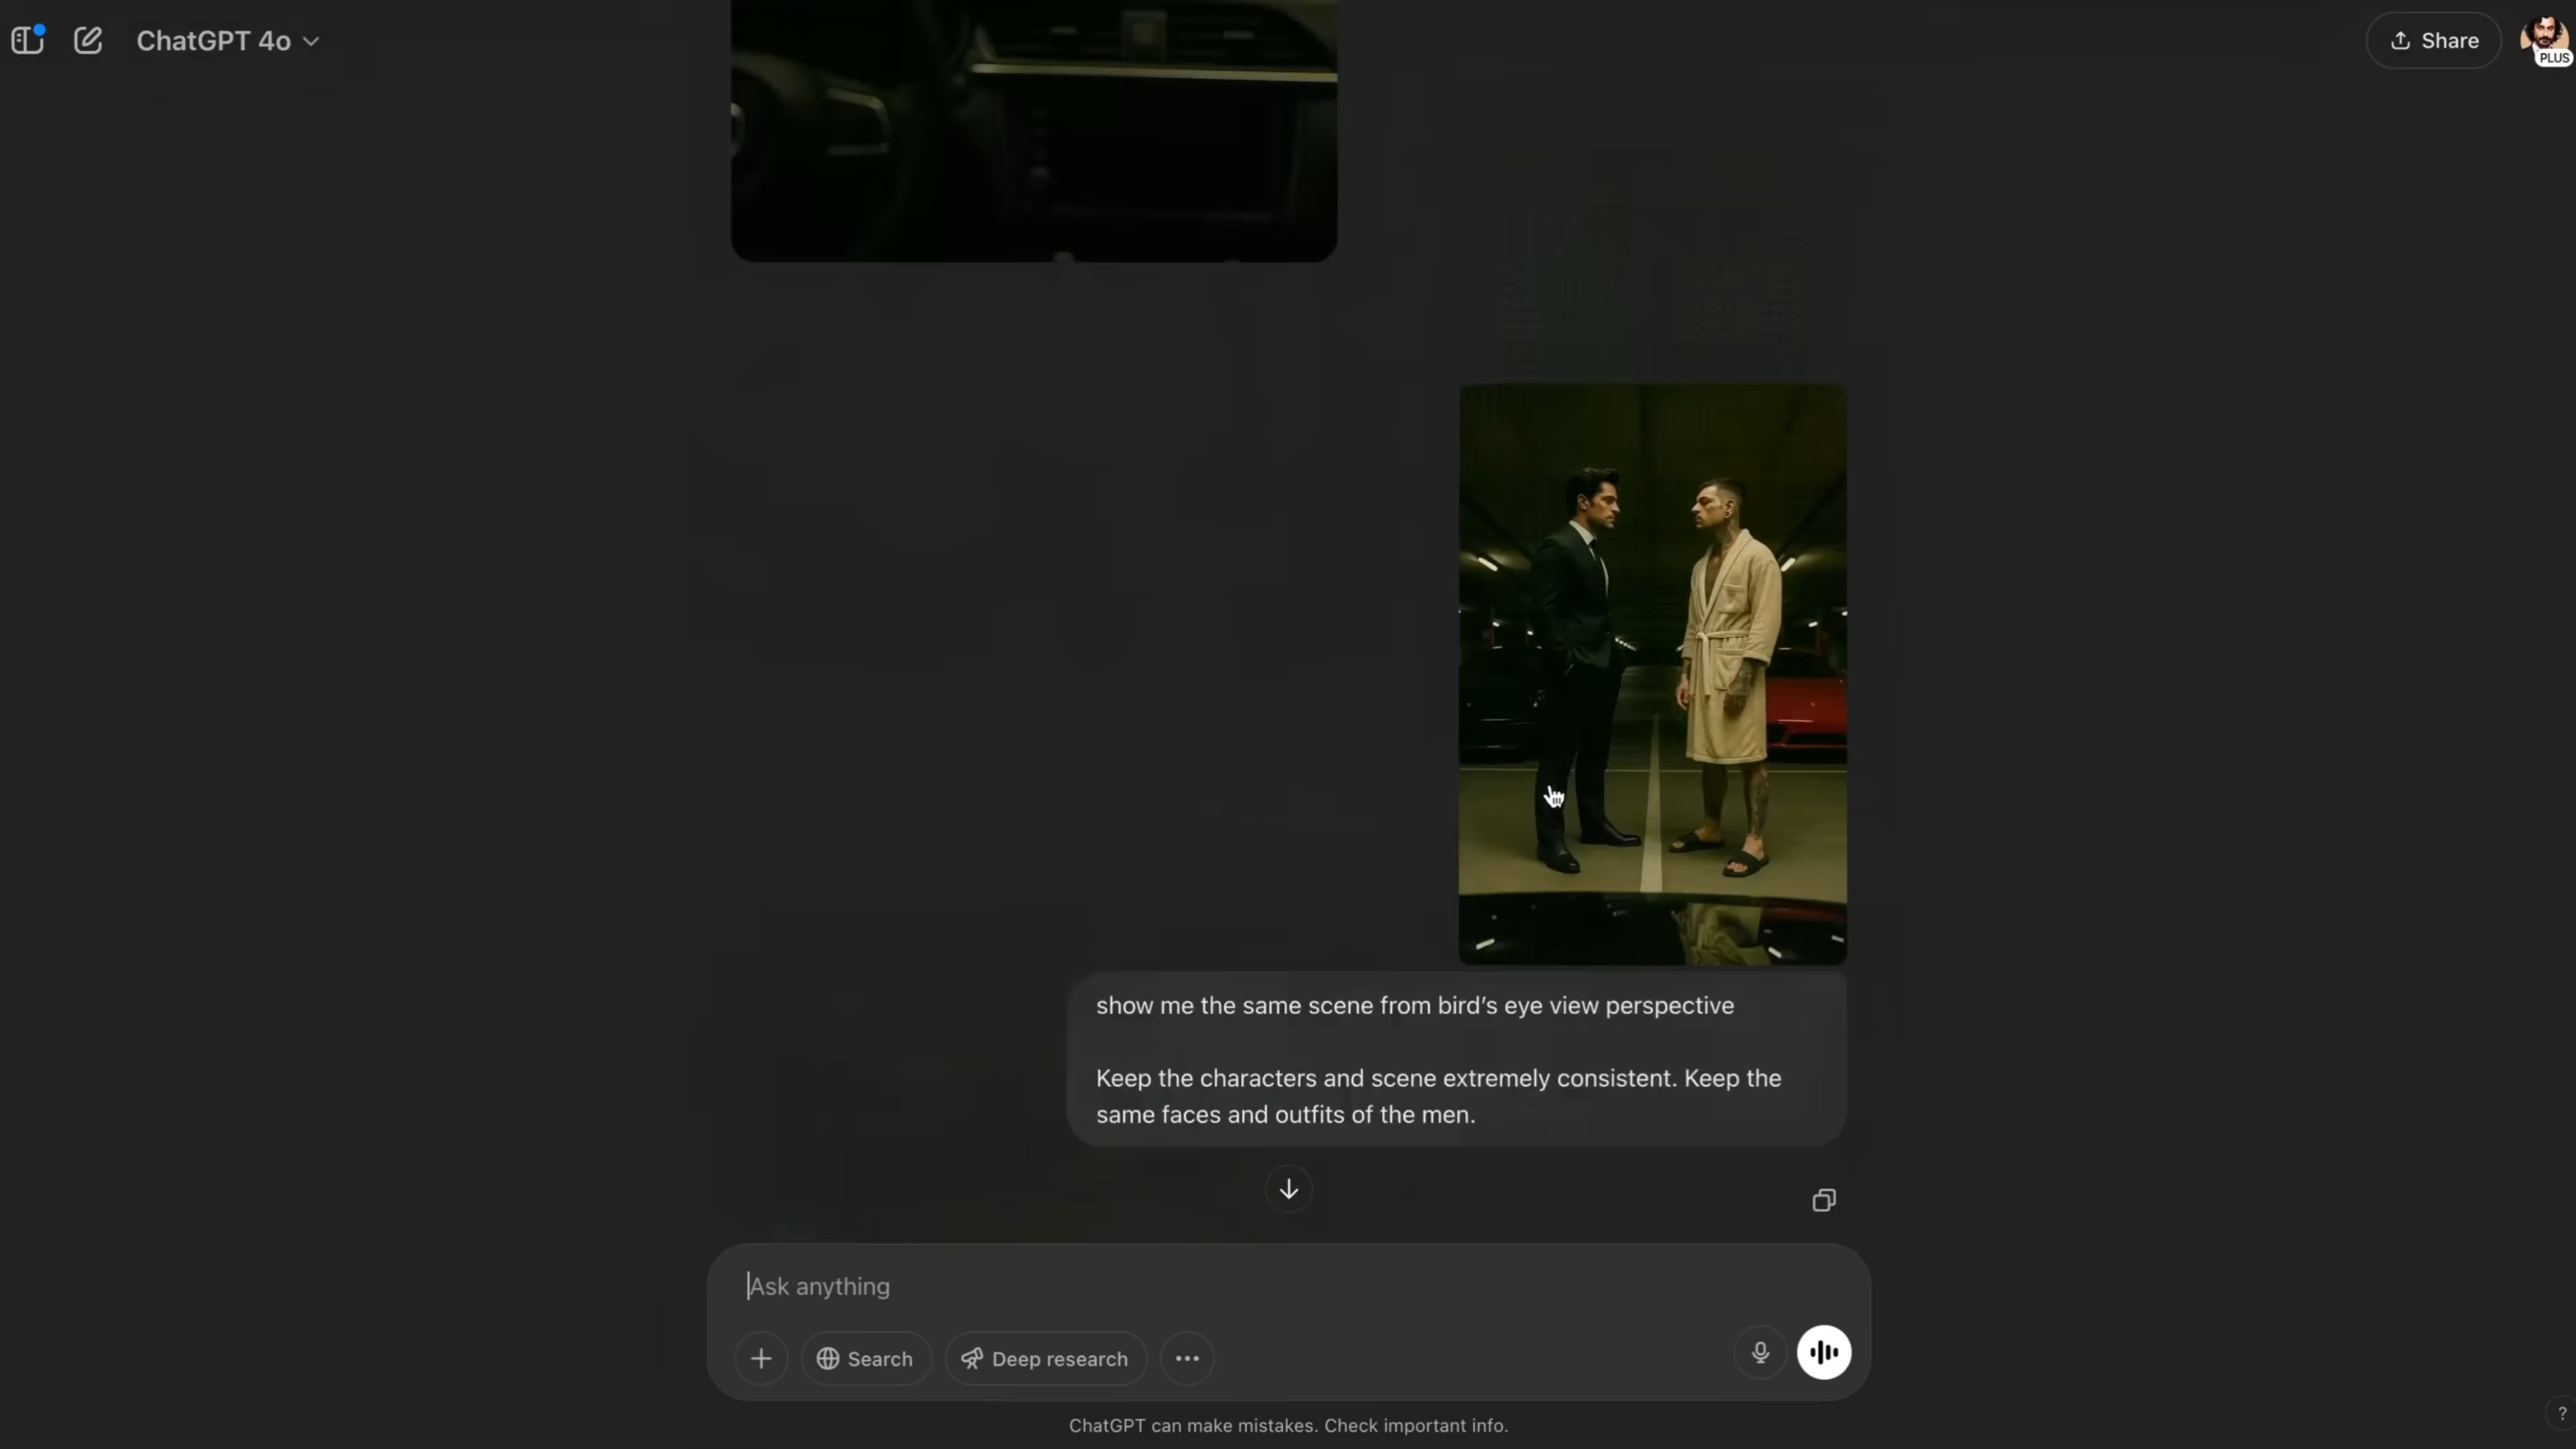 ChatGPT 4o
Share
PLUS
show me the same scene from bird’s eye view perspective
Keep the characters and scene extremely consistent. Keep the
same faces and outfits of the men.
Ask anything
Search
Deep research
ChatGPT can make mistakes. Check important info.
?